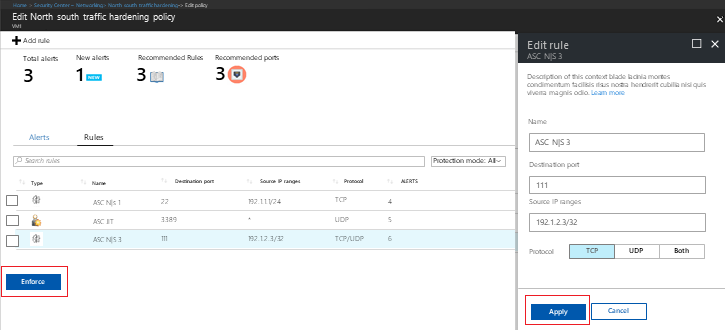 Home > Security Center – Networking > North south traffic hardening > Edit policy
Edit North south traffic hardening policy
VM1
Add rule
Total alerts
3
New alerts
1 NEW
Recommended Rules
3
Recommended ports
3
Alerts
Rules
Search rules
Protection mode: All
Type Name Destination port Source IP ranges Protocol ALERTS
ASC NJS 1 22 192.1.1.1/24 TCP 4
ASC JIT 3389 * UDP 5
ASC NJS 3 111 192.1.2.3/32 TCP/UDP 6
Enforce
Edit rule
ASC NJS 3
Description of this context blade ladinia montes
condimentum facilisis risus nostra hendrerit cubilia nisi quis
viverra magnis odio. Learn more
Name
ASC NJS 3
Destination port
111
Source IP ranges
192.1.2.3/32
Protocol TCP UDP Both
Apply Cancel